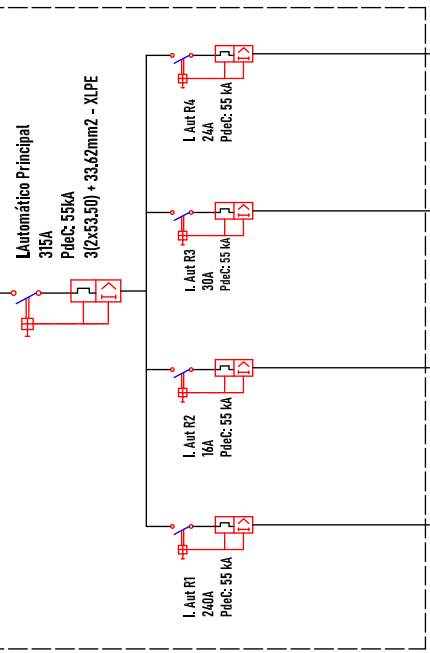 I.Automático Principal
315A
PdeC: 55kA
3(2x53,50) + 33,62mm2 - XLPE
I. Aut R1
240A
PdeC: 55 kA
I. Aut R2
16A
PdeC: 55 kA
I. Aut R3
30A
PdeC: 55 kA
I. Aut R4
24A
PdeC: 55 kA